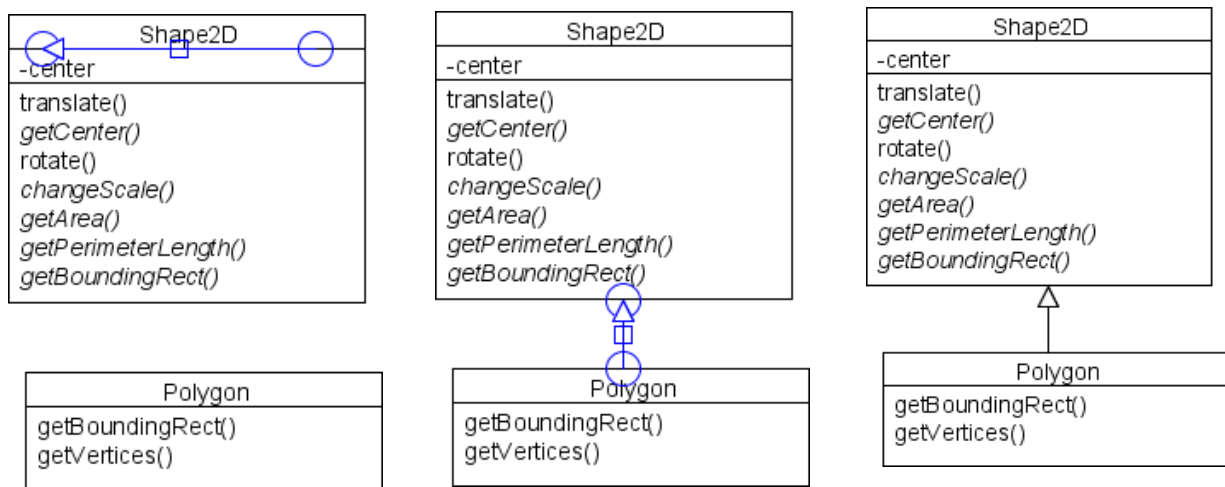 Shape2D
-center
translate()
getCenter()
rotate()
changeScale()
getArea()
getPerimeterLength()
getBoundingRect()
Polygon
getBoundingRect()
getVertices()
Shape2D
-center
translate()
getCenter()
rotate()
changeScale()
getArea()
getPerimeterLength()
getBoundingRect()
Polygon
getBoundingRect()
getVertices()
Shape2D
-center
translate()
getCenter()
rotate()
changeScale()
getArea()
getPerimeterLength()
getBoundingRect()
Polygon
getBoundingRect()
getVertices()